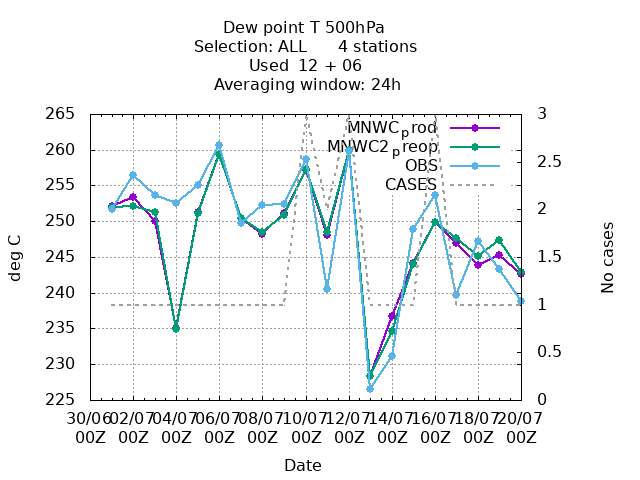 Dew point T 500hPa
Selection: ALL 4 stations
Used 12 + 06
Averaging window: 24h
MNWCprod
MNWC2preop
OBS
CASES
265
260
255
250
245
240
235
230
225
3
2.5
2
1.5
1
0.5
0
deg C
No cases
30/06 02/07 04/07 06/07 08/07 10/07 12/07 14/07 16/07 18/07 20/07
00Z 00Z 00Z 00Z 00Z 00Z 00Z 00Z 00Z 00Z 00Z
Date